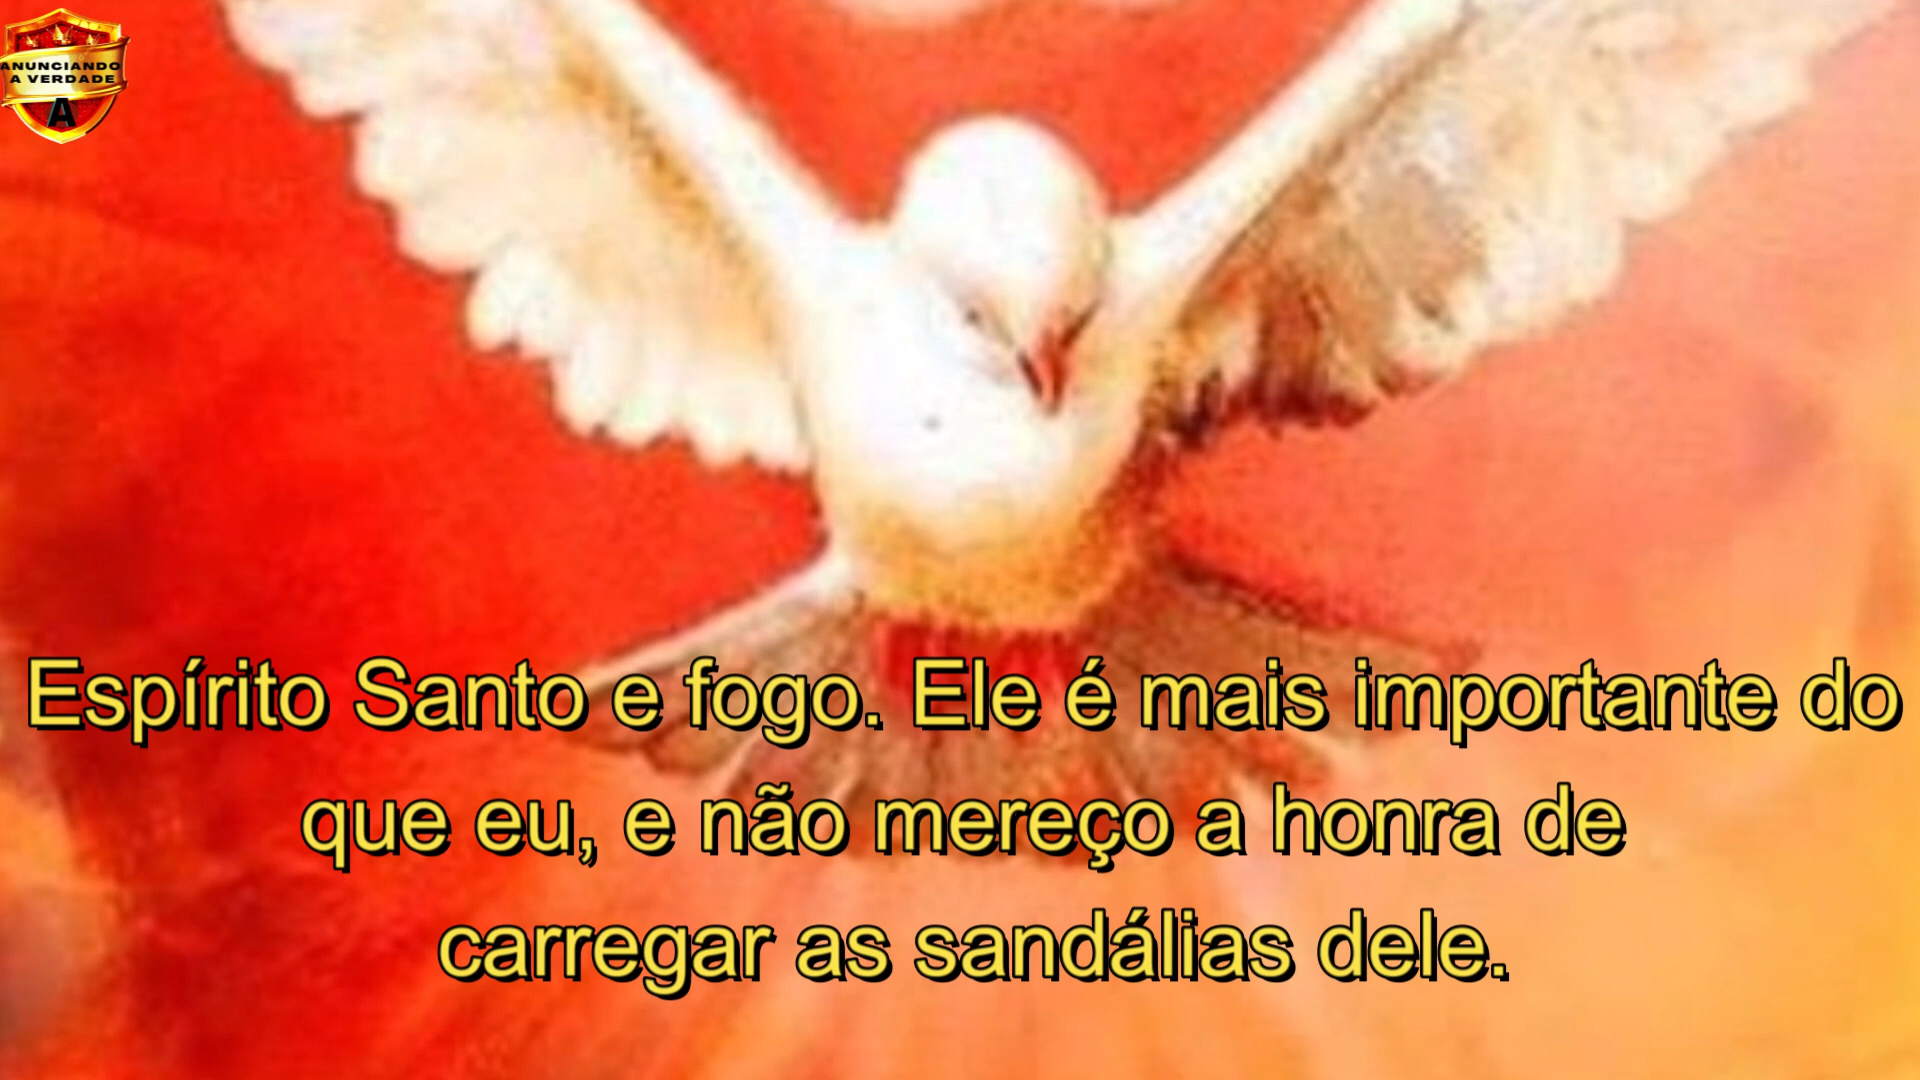 ANUNCIANDO
A VERDADE
A
Espírito Santo e fogo. Ele é mais importante do
que eu, e não mereço a honra de
carregar as sandálias dele.